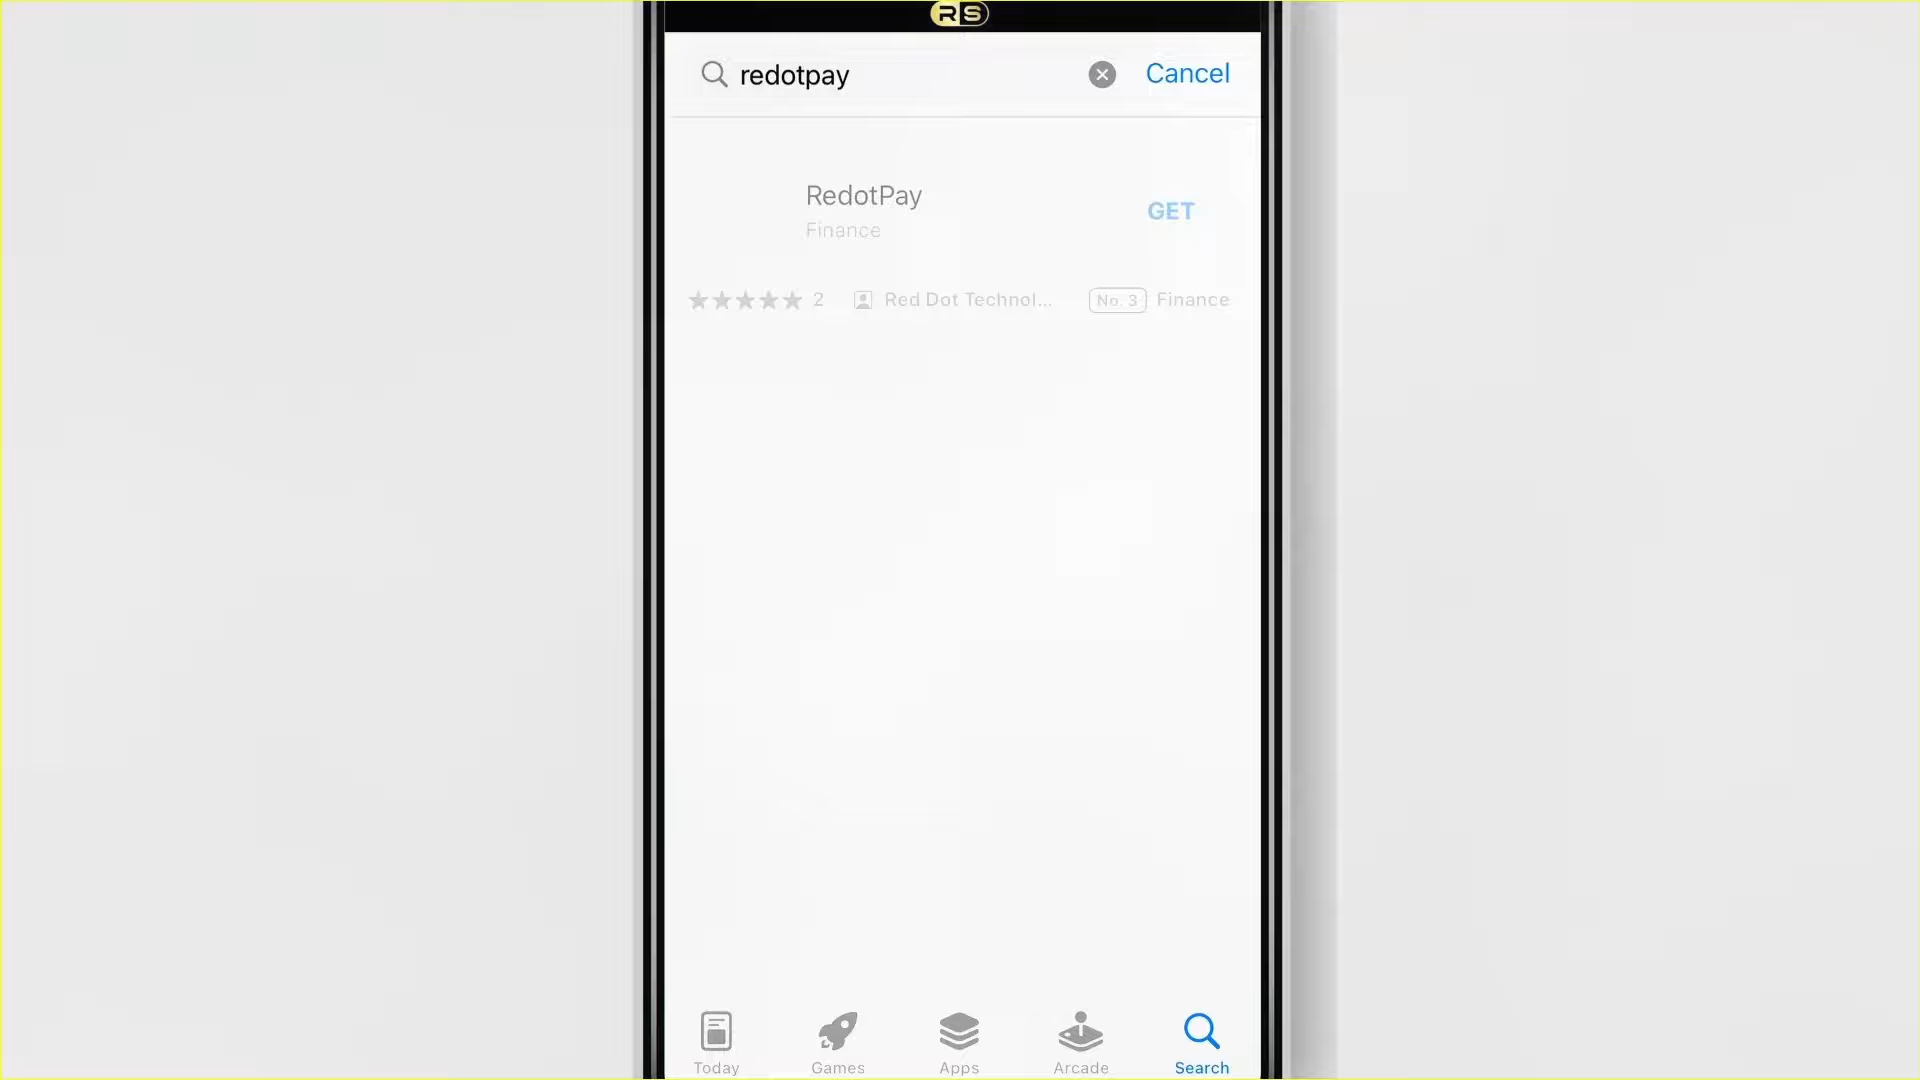 RS
redotpay
Cancel
RedotPay
GET
Finance
2
Red Dot Technol...
No. 3
Finance
Today
Games
Apps
Arcade
Search